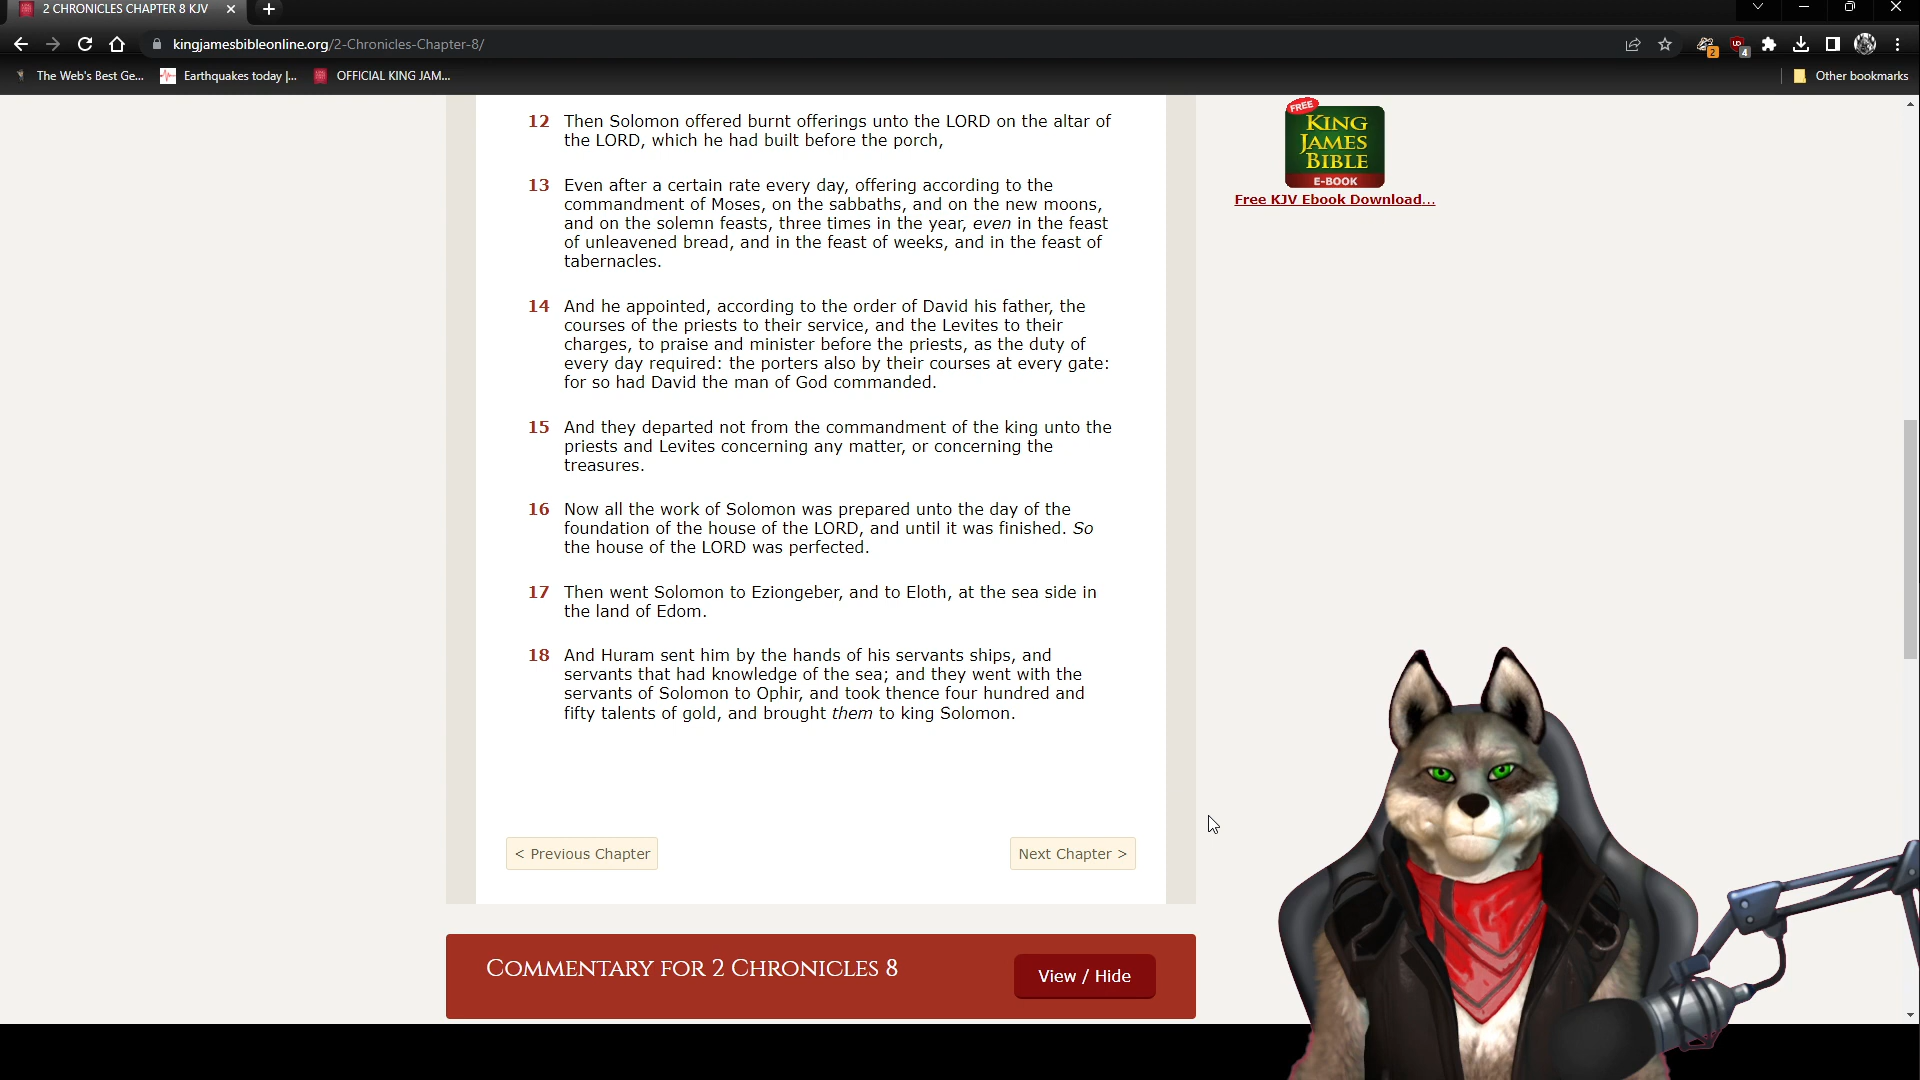 2 CHRONICLES CHAPTER 8 KJV
kingjamesbibleonline.org/2-Chronicles-Chapter-8/
2
UD
4
The Web's Best Ge...
Earthquakes today |...
OFFICIAL KING JAM...
Other bookmarks
12 Then Solomon offered burnt offerings unto the LORD on the altar of
the LORD, which he had built before the porch,
13 Even after a certain rate every day, offering according to the
commandment of Moses, on the sabbaths, and on the new moons,
and on the solemn feasts, three times in the year, even in the feast
of unleavened bread, and in the feast of weeks, and in the feast of
tabernacles.
14 And he appointed, according to the order of David his father, the
courses of the priests to their service, and the Levites to their
charges, to praise and minister before the priests, as the duty of
every day required: the porters also by their courses at every gate:
for so had David the man of God commanded.
15 And they departed not from the commandment of the king unto the
priests and Levites concerning any matter, or concerning the
treasures.
16 Now all the work of Solomon was prepared unto the day of the
foundation of the house of the LORD, and until it was finished. So
the house of the LORD was perfected.
17 Then went Solomon to Eziongeber, and to Eloth, at the sea side in
the land of Edom.
18 And Huram sent him by the hands of his servants ships, and
servants that had knowledge of the sea; and they went with the
servants of Solomon to Ophir, and took thence four hundred and
fifty talents of gold, and brought them to king Solomon.
< Previous Chapter
Next Chapter >
COMMENTARY FOR 2 CHRONICLES 8
View / Hide
FREE
KING
JAMES
BIBLE
E-BOOK
Free KJV Ebook Download...